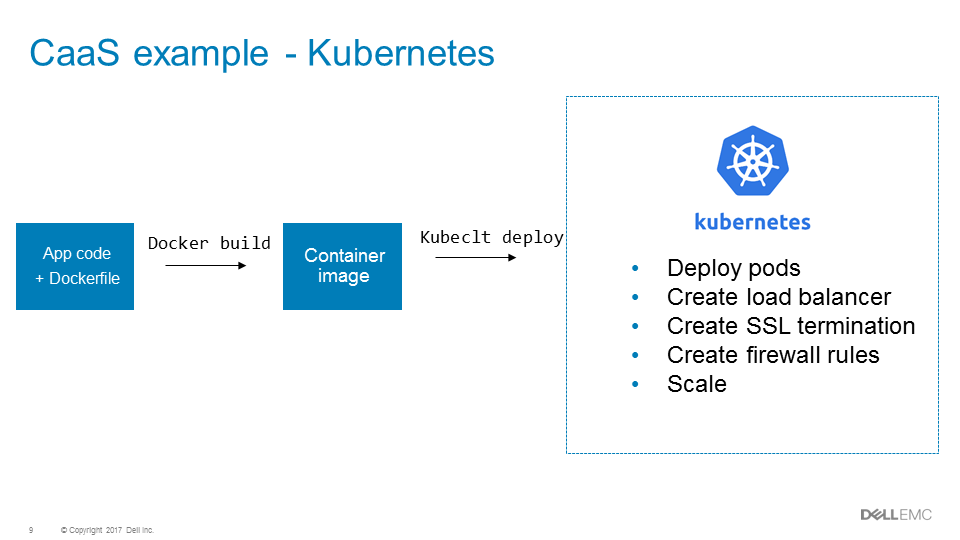 CaaS example - Kubernetes
App code
+ Dockerfile
Docker build
Container
image
Kubeclt deploy
kubernetes
• Deploy pods
• Create load balancer
• Create SSL termination
• Create firewall rules
• Scale
9 © Copyright 2017 Dell Inc.
DELLEMC